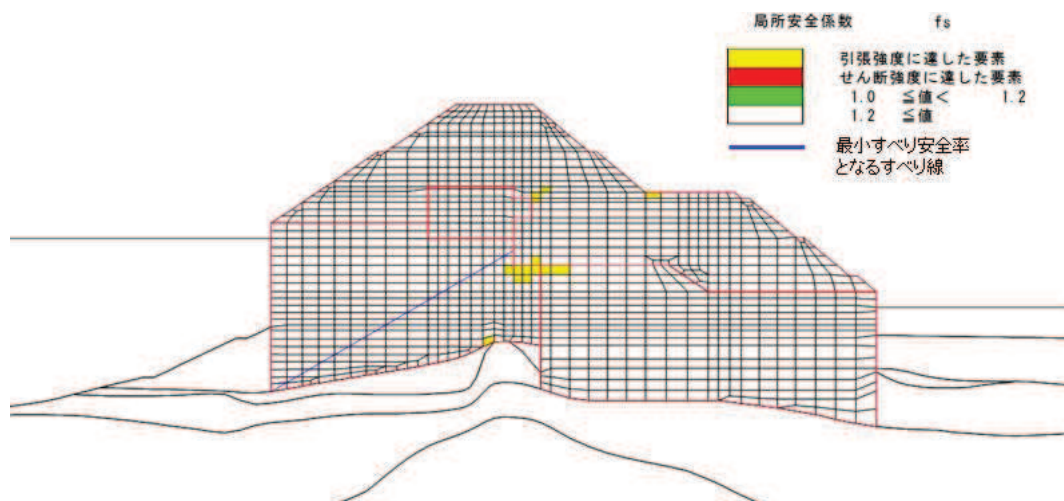 局所安全係数 fs
引張強度に達した要素
せん断強度に達した要素
1.0 ≦値< 1.2
1.2 ≦値
最小すべり安全率
となるすべり線